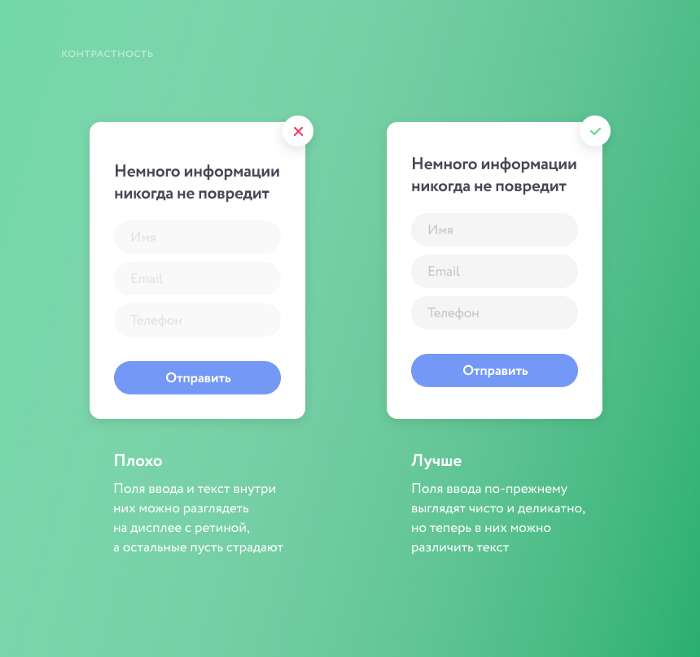 КОНТРАСТНОСТЬ
Немного информации
никогда не повредит
Имя
Email
Телефон
Отправить
Плохо
Поля ввода и текст внутри
них можно разглядеть
на дисплее с ретиной,
а остальные пусть страдают
Немного информации
никогда не повредит
Имя
Email
Телефон
Отправить
Лучше
Поля ввода по-прежнему
выглядят чисто и деликатно,
но теперь в них можно
различить текст